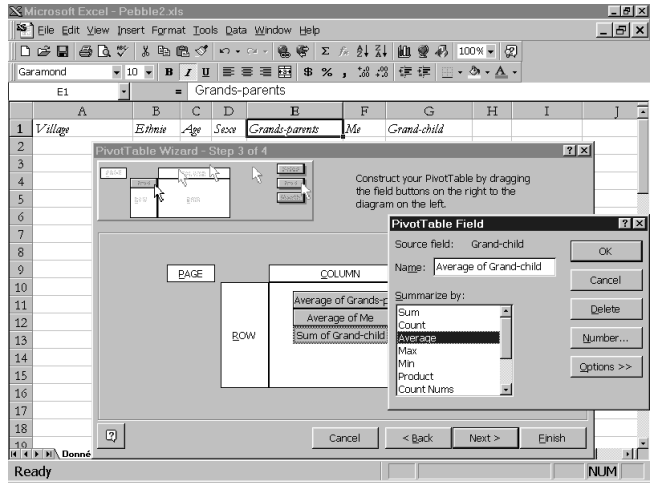 Microsoft Excel - Pebble2.xls
File Edit View Insert Format Tools Data Window Help
100%
Garamond 10 B I U $ % ,
E1 = Grands-parents
A B C D E F G H I J
1 Village Ethnie Age Sexe Grands-parents Me Grand-child
2
PivotTable Wizard - Step 3 of 4
3
4
5
6
7
8
9
10
11
12
13
14
15
16
17
18
19
PAGE
COLUMN
ROW
DATA
Construct your PivotTable by dragging
the field buttons on the right to the
diagram on the left.
PAGE
COLUMN
ROW
Average of Grands-p
Average of Me
Sum of Grand-child
PivotTable Field
Source field: Grand-child
Name: Average of Grand-child
Summarize by:
Sum
Count
Average
Max
Min
Product
Count Nums
OK
Cancel
Delete
Number...
Options >>
Cancel < Back Next > Finish
Donné
Ready NUM